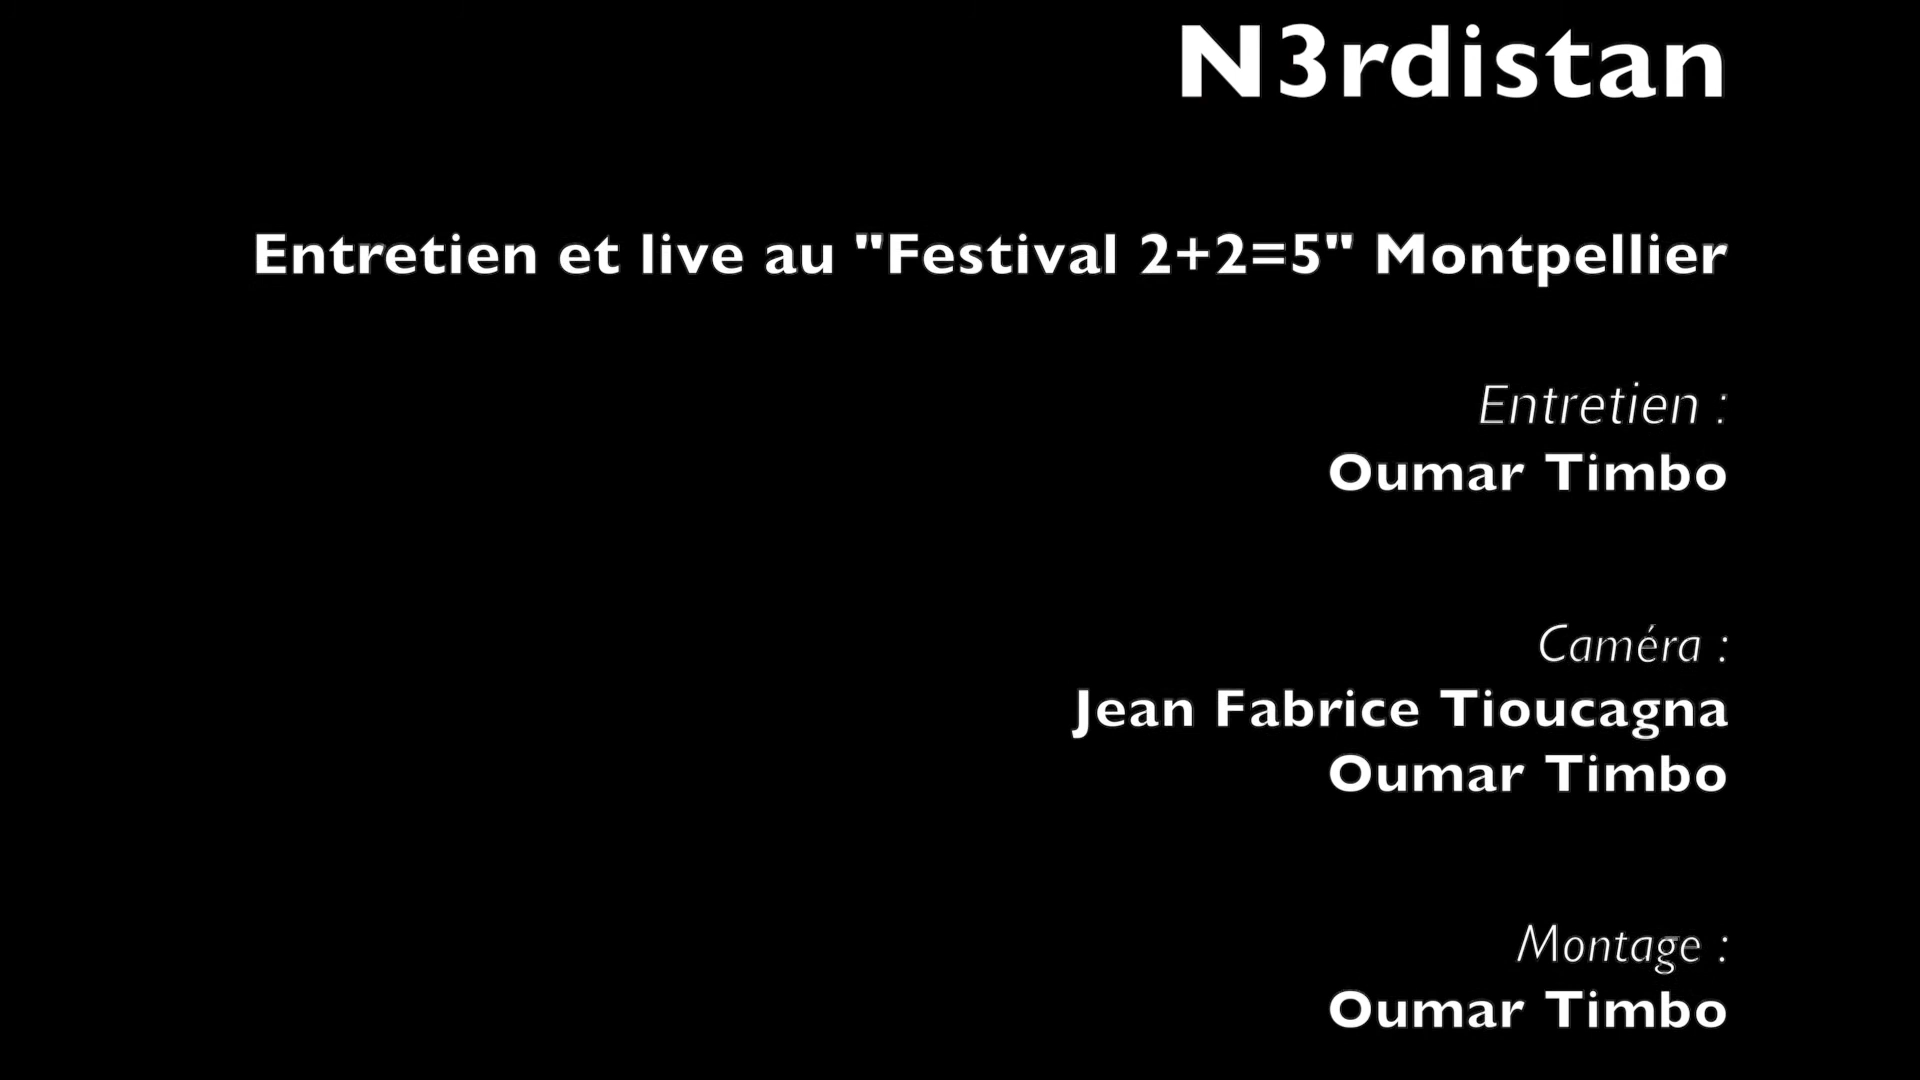 N3rdistan
Entretien et live au "Festival 2+2=5" Montpellier
Entretien :
Oumar Timbo
Caméra :
Jean Fabrice Tioucagna
Oumar Timbo
Montage :
Oumar Timbo